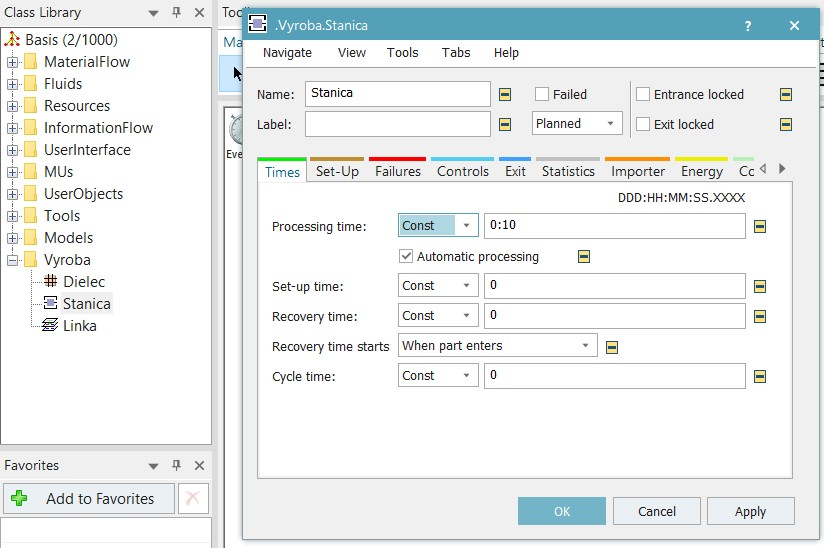 Class Library
Basis (2/1000)
MaterialFlow
Fluids
Resources
InformationFlow
UserInterface
MUs
UserObjects
Tools
Models
Vyroba
Dielec
Stanica
Linka
Favorites
Add to Favorites
.Vyroba.Stanica
?
Navigate View Tools Tabs Help
Name: Stanica Failed Entrance locked
Label: Planned Exit locked
Times Set-Up Failures Controls Exit Statistics Importer Energy
DDD:HH:MM:SS.XXXX
Processing time: Const 0:10
Automatic processing
Set-up time: Const 0
Recovery time: Const 0
Recovery time starts When part enters
Cycle time: Const 0
OK Cancel Apply